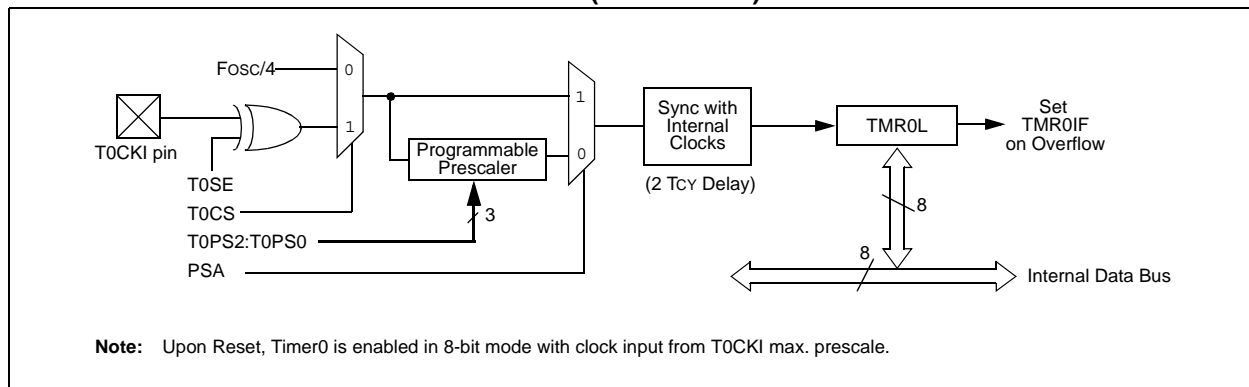 FOSC/4
0
1
T0CKI pin
T0SE
T0CS
T0PS2:T0PS0
PSA
Programmable
Prescaler
3
1
0
Sync with
Internal
Clocks
(2 TCY Delay)
TMR0L
Set
TMR0IF
on Overflow
8
8
Internal Data Bus
Note: Upon Reset, Timer0 is enabled in 8-bit mode with clock input from T0CKI max. prescale.